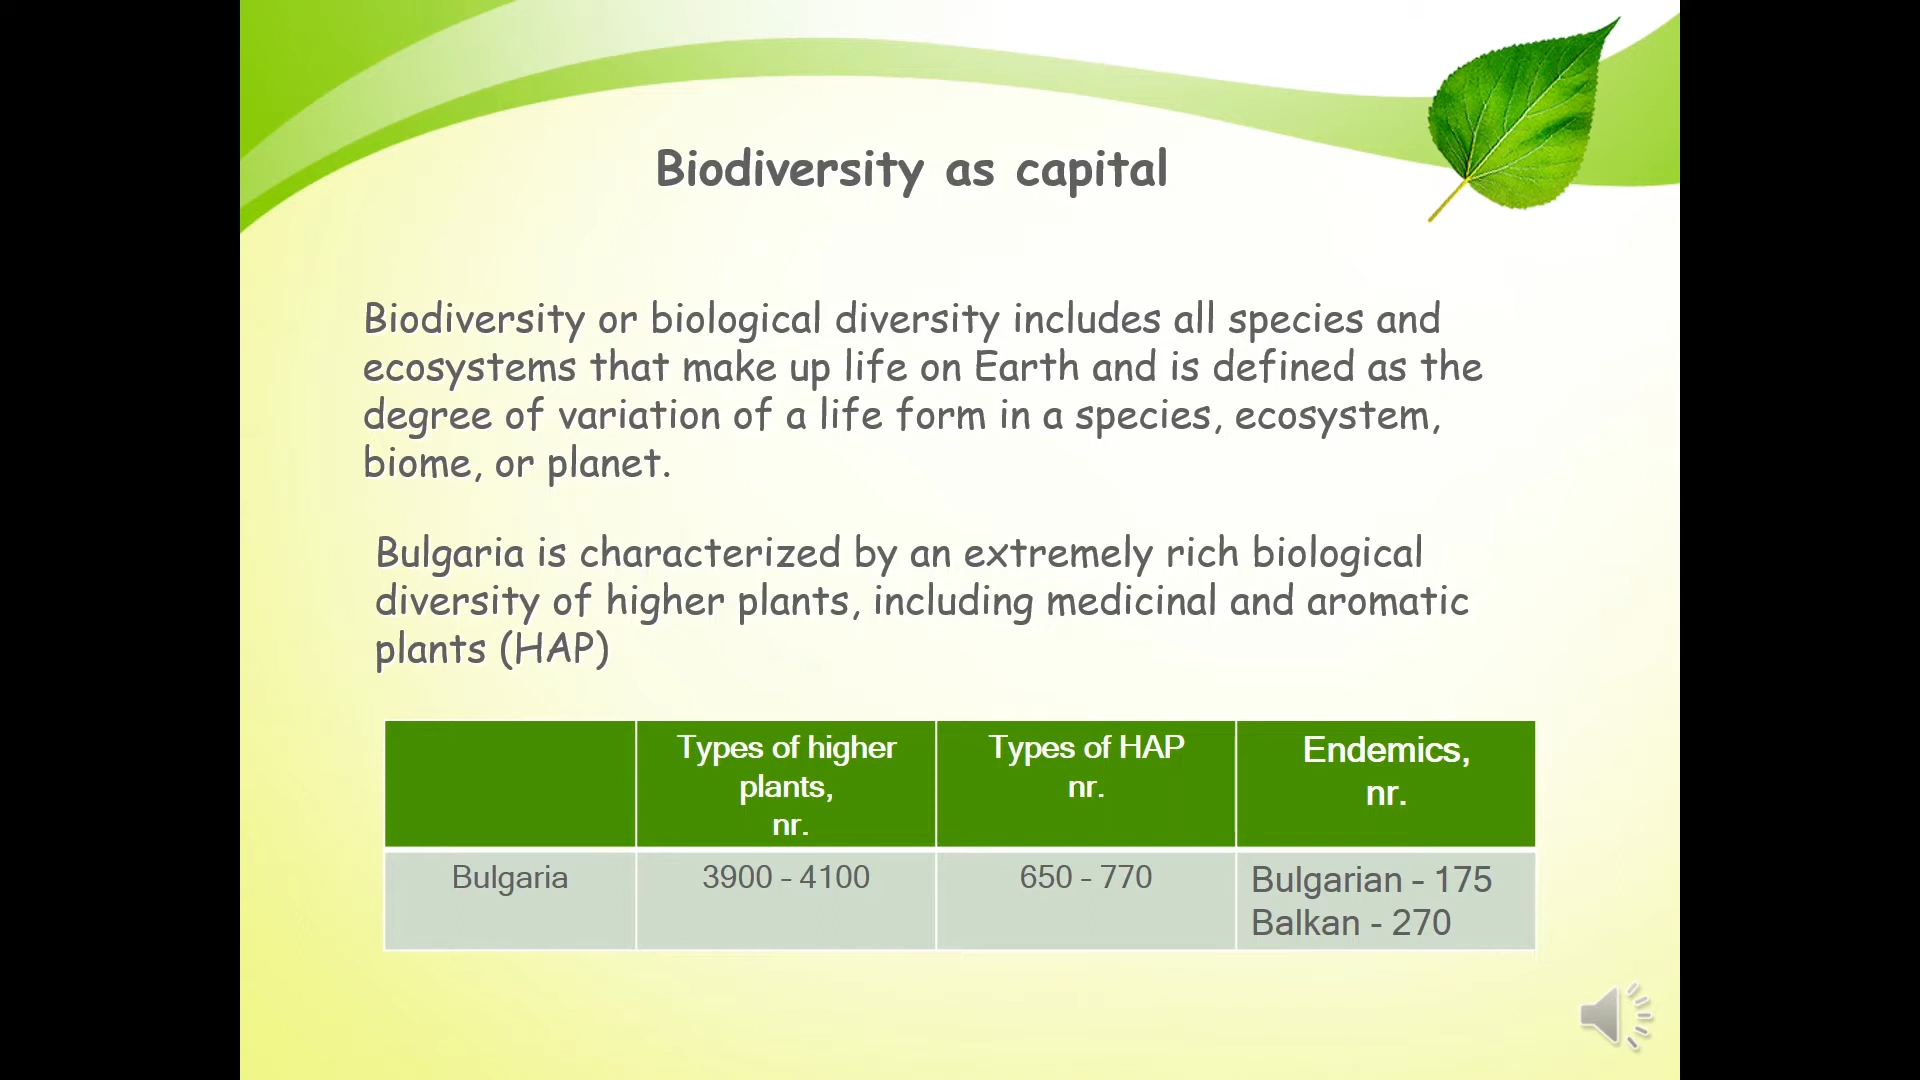 Biodiversity as capital
Biodiversity or biological diversity includes all species and
ecosystems that make up life on Earth and is defined as the
degree of variation of a life form in a species, ecosystem,
biome, or planet.
Bulgaria is characterized by an extremely rich biological
diversity of higher plants, including medicinal and aromatic
plants (HAP)
Types of higher
plants,
nr.
Types of HAP
nr.
Endemics,
nr.
Bulgaria
3900 - 4100
650 - 770
Bulgarian - 175
Balkan - 270